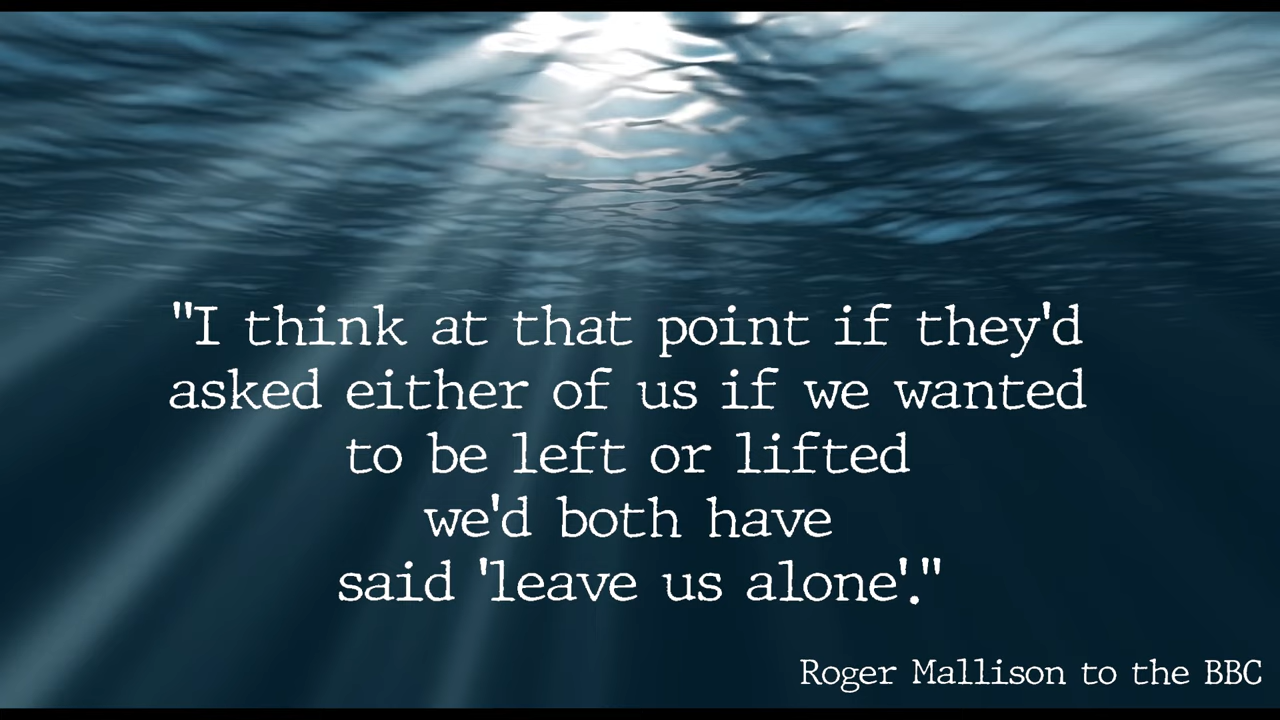 "I think at that point if they'd
asked either of us if we wanted
to be left or lifted
we'd both have
said 'leave us alone'."
Roger Mallison to the BBC